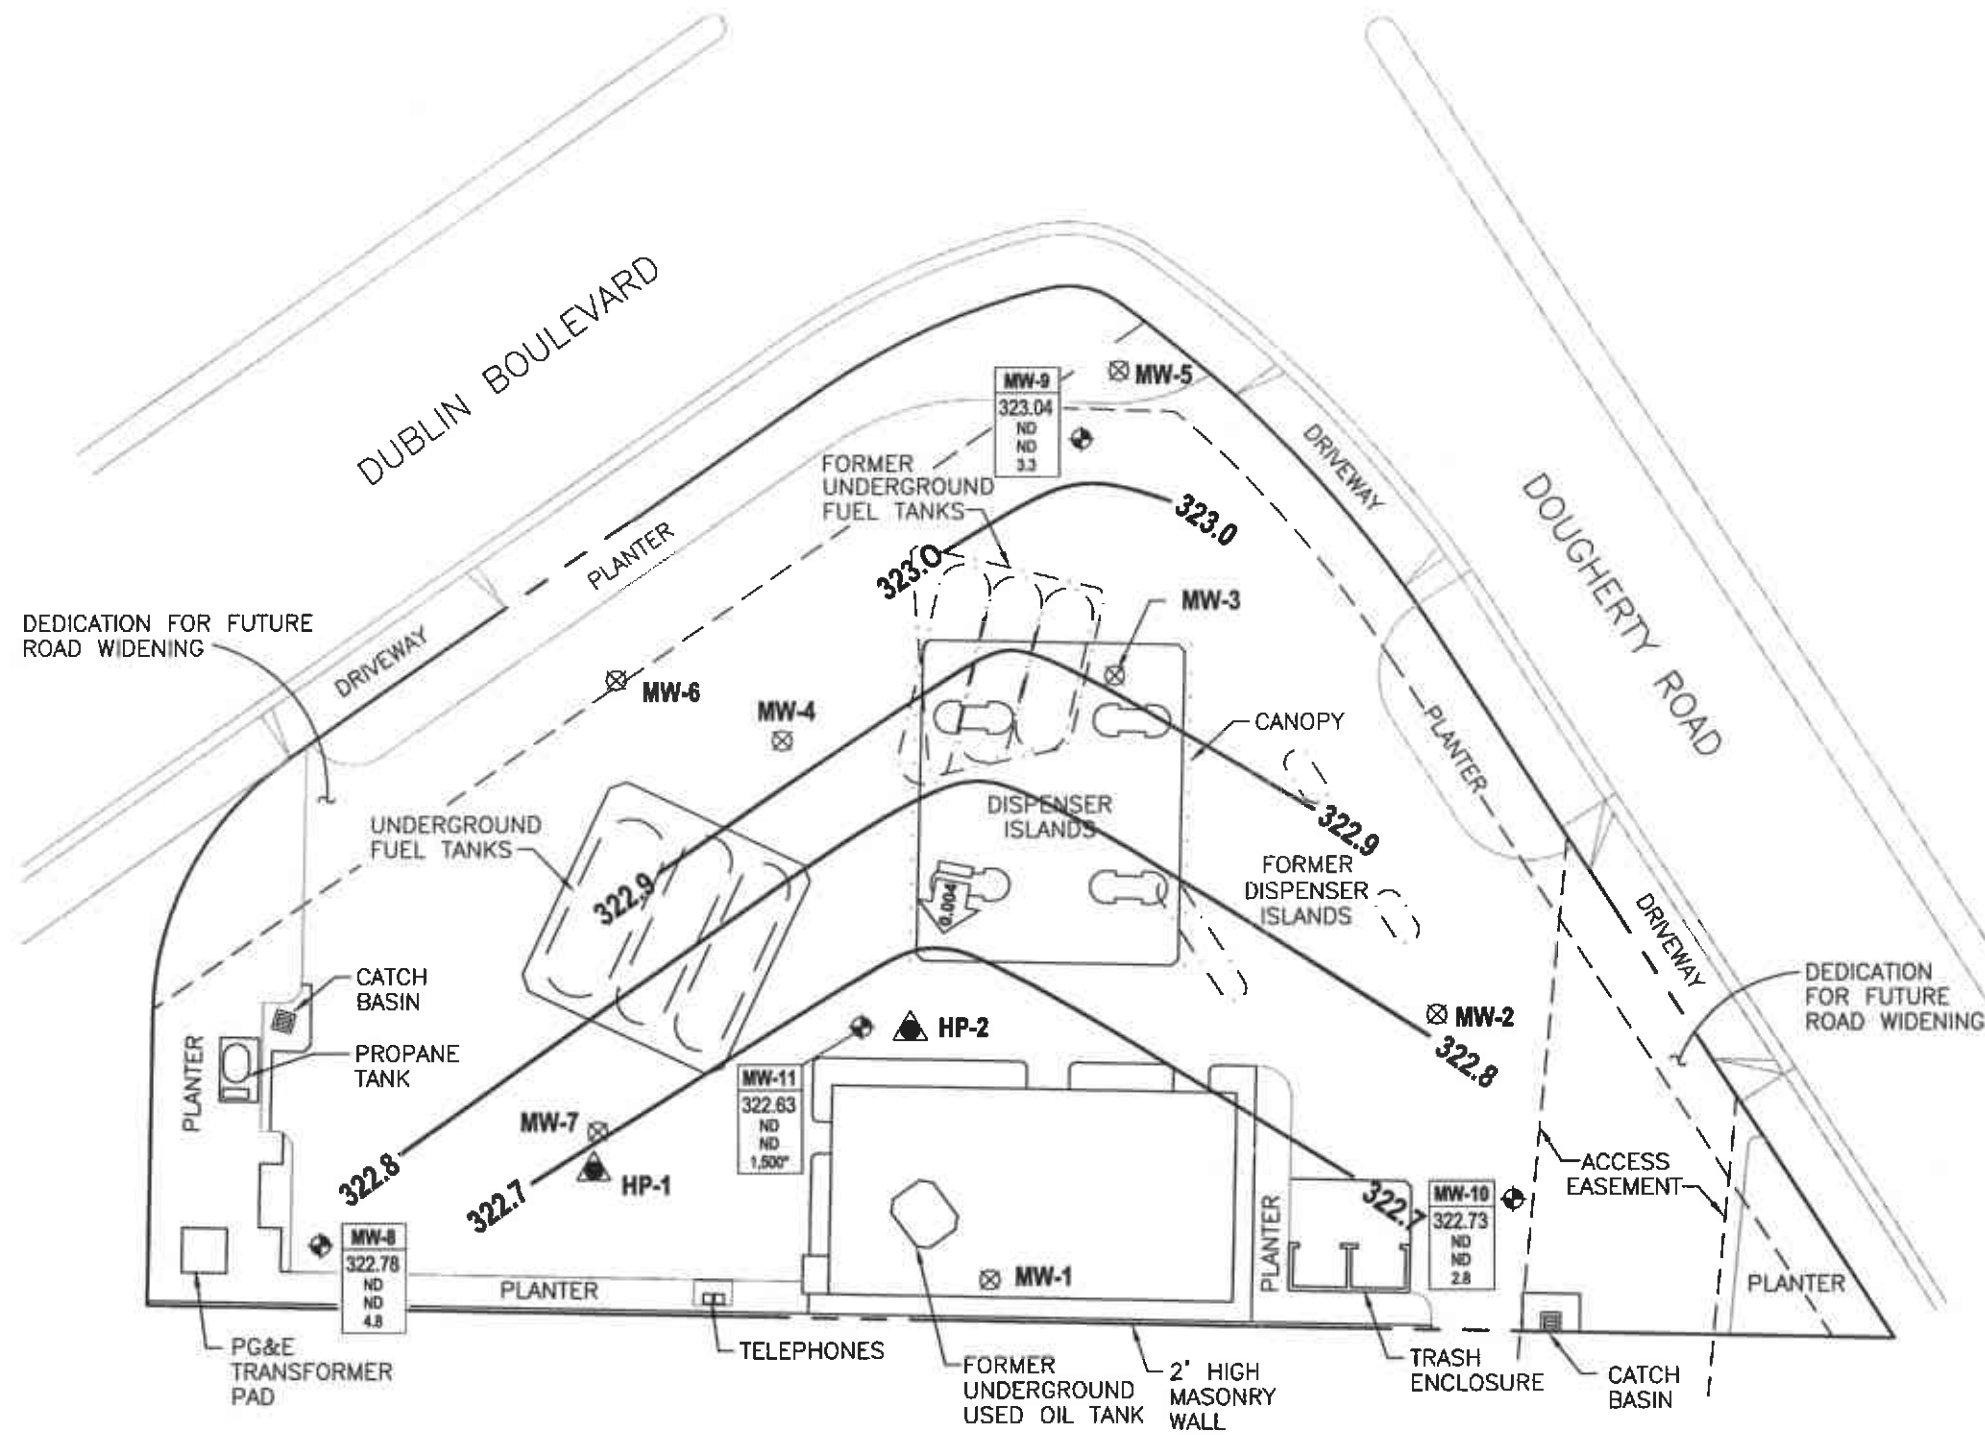 DUBLIN BOULEVARD
DOUGHERTY ROAD
MW-5
MW-9
323.04
ND
ND
3.3
DRIVEWAY
FORMER
UNDERGROUND
FUEL TANKS
323.0
323.0
PLANTER
MW-3
DEDICATION FOR FUTURE
ROAD WIDENING
DRIVEWAY
MW-6
MW-4
CANOPY
PLANTER
DISPENSER
ISLANDS
322.9
UNDERGROUND
FUEL TANKS
322.9
0.004
FORMER
DISPENSER
ISLANDS
DRIVEWAY
CATCH
BASIN
DEDICATION
FOR FUTURE
ROAD WIDENING
HP-2
MW-2
322.8
PROPANE
TANK
PLANTER
MW-11
322.63
ND
ND
1,500"
MW-7
HP-1
322.8
322.7
ACCESS
EASEMENT
322.7
MW-10
322.73
ND
ND
2.8
PLANTER
MW-8
322.78
ND
ND
4.8
PLANTER
MW-1
PLANTER
PG&E
TRANSFORMER
PAD
TELEPHONES
FORMER
UNDERGROUND
USED OIL TANK
2' HIGH
MASONRY
WALL
TRASH
ENCLOSURE
CATCH
BASIN